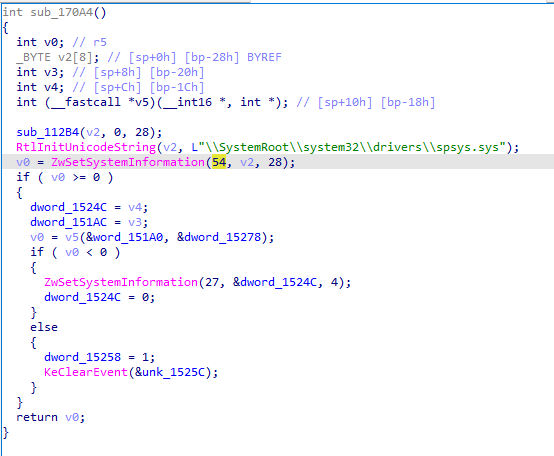 int sub_170A4()
{
  int v0; // r5
  _BYTE v2[8]; // [sp+0h] [bp-28h] BYREF
  int v3; // [sp+8h] [bp-20h]
  int v4; // [sp+Ch] [bp-1Ch]
  int (__fastcall *v5)(__int16 *, int *); // [sp+10h] [bp-18h]

  sub_112B4(v2, 0, 28);
  RtlInitUnicodeString(v2, L"\\SystemRoot\\system32\\drivers\\spsys.sys");
  v0 = ZwSetSystemInformation(54, v2, 28);
  if ( v0 >= 0 )
  {
    dword_1524C = v4;
    dword_151AC = v3;
    v0 = v5(&word_151A0, &dword_15278);
    if ( v0 < 0 )
    {
      ZwSetSystemInformation(27, &dword_1524C, 4);
      dword_1524C = 0;
    }
    else
    {
      dword_15258 = 1;
      KeClearEvent(&unk_1525C);
    }
  }
  return v0;
}